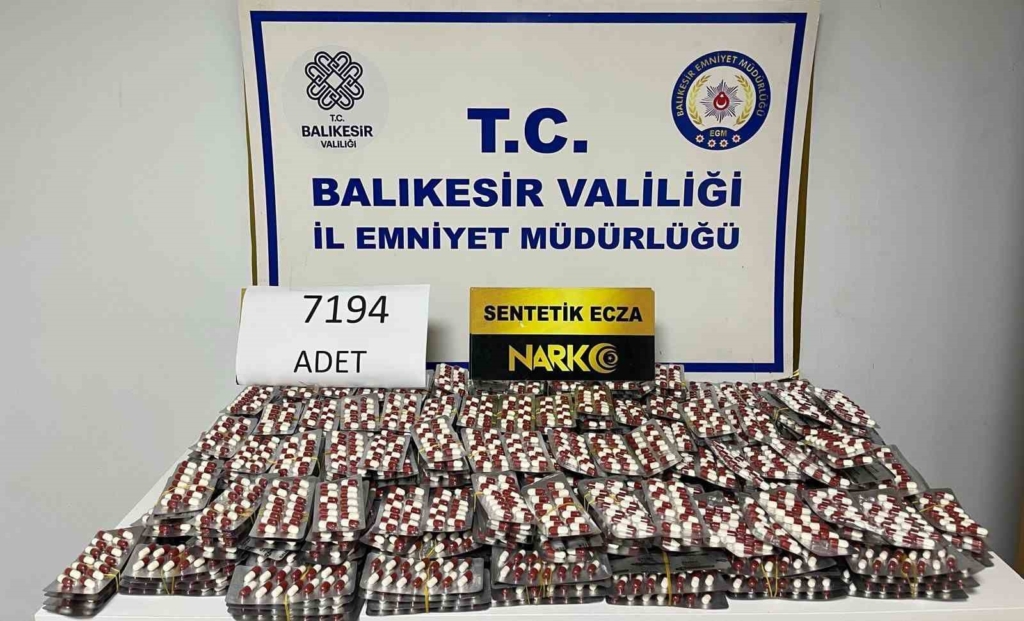 T.C.
BALIKESİR
VALİLİĞİ
BALIKESİR EMNİYET MÜDÜRLÜĞÜ
EGM
T.C.
BALIKESİR VALİLİĞİ
İL EMNİYET MÜDÜRLÜĞÜ
7194
ADET
SENTETİK ECZA
NARKO